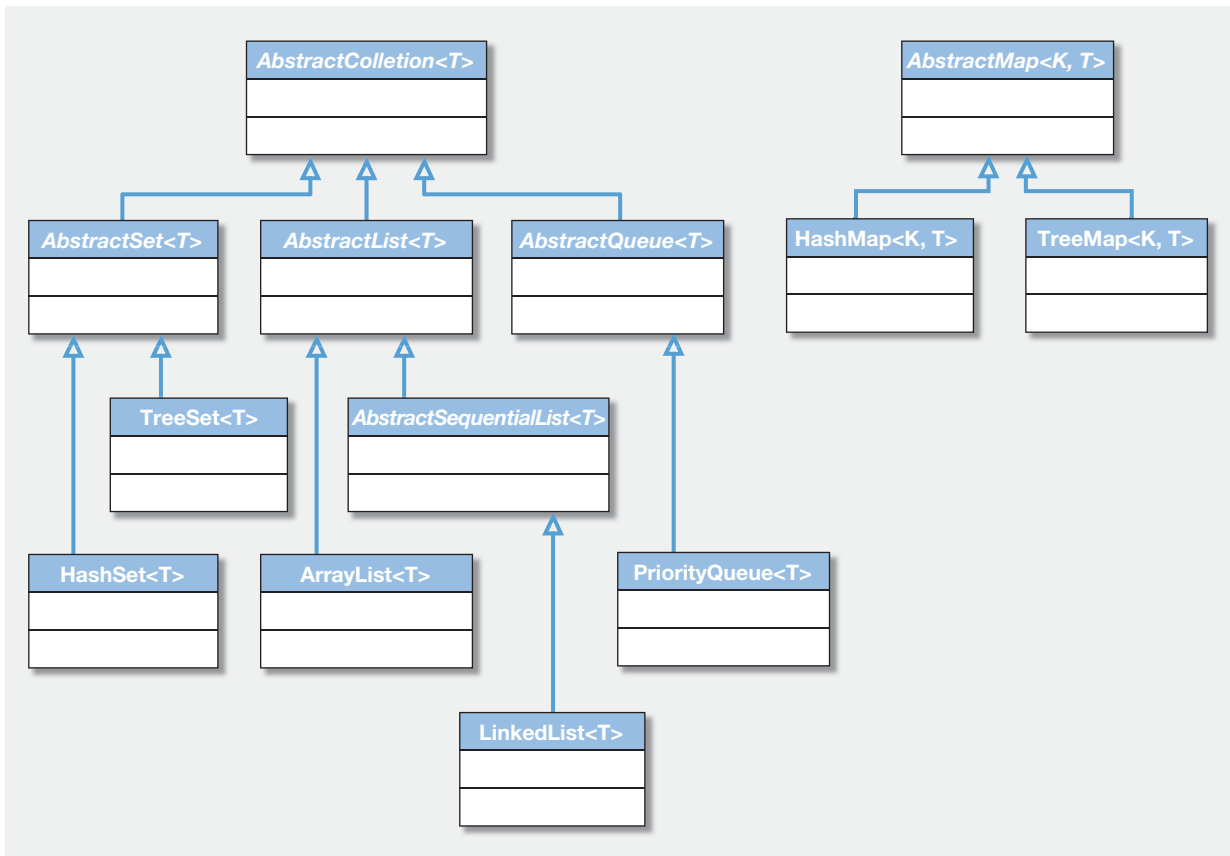 AbstractColletion<T>
AbstractMap<K, T>
AbstractSet<T>
AbstractList<T>
AbstractQueue<T>
HashMap<K, T>
TreeMap<K, T>
TreeSet<T>
AbstractSequentialList<T>
HashSet<T>
ArrayList<T>
PriorityQueue<T>
LinkedList<T>